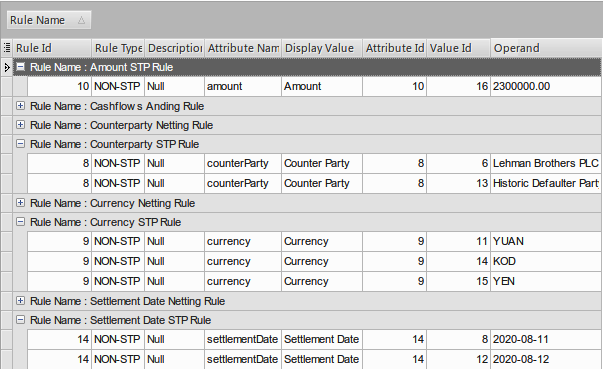 Rule Name
Rule Id Rule Type Description Attribute Nam Display Value Attribute Id Value Id Operand
Rule Name : Amount STP Rule
10 NON-STP Null amount Amount 10 16 2300000.00
Rule Name : Cashflows Anding Rule
Rule Name : Counterparty Netting Rule
Rule Name : Counterparty STP Rule
8 NON-STP Null counterParty Counter Party 8 6 Lehman Brothers PLC
8 NON-STP Null counterParty Counter Party 8 13 Historic Defaulter Part
Rule Name : Currency Netting Rule
Rule Name : Currency STP Rule
9 NON-STP Null currency Currency 9 11 YUAN
9 NON-STP Null currency Currency 9 14 KOD
9 NON-STP Null currency Currency 9 15 YEN
Rule Name : Settlement Date Netting Rule
Rule Name : Settlement Date STP Rule
14 NON-STP Null settlementDate Settlement Date 14 8 2020-08-11
14 NON-STP Null settlementDate Settlement Date 14 12 2020-08-12